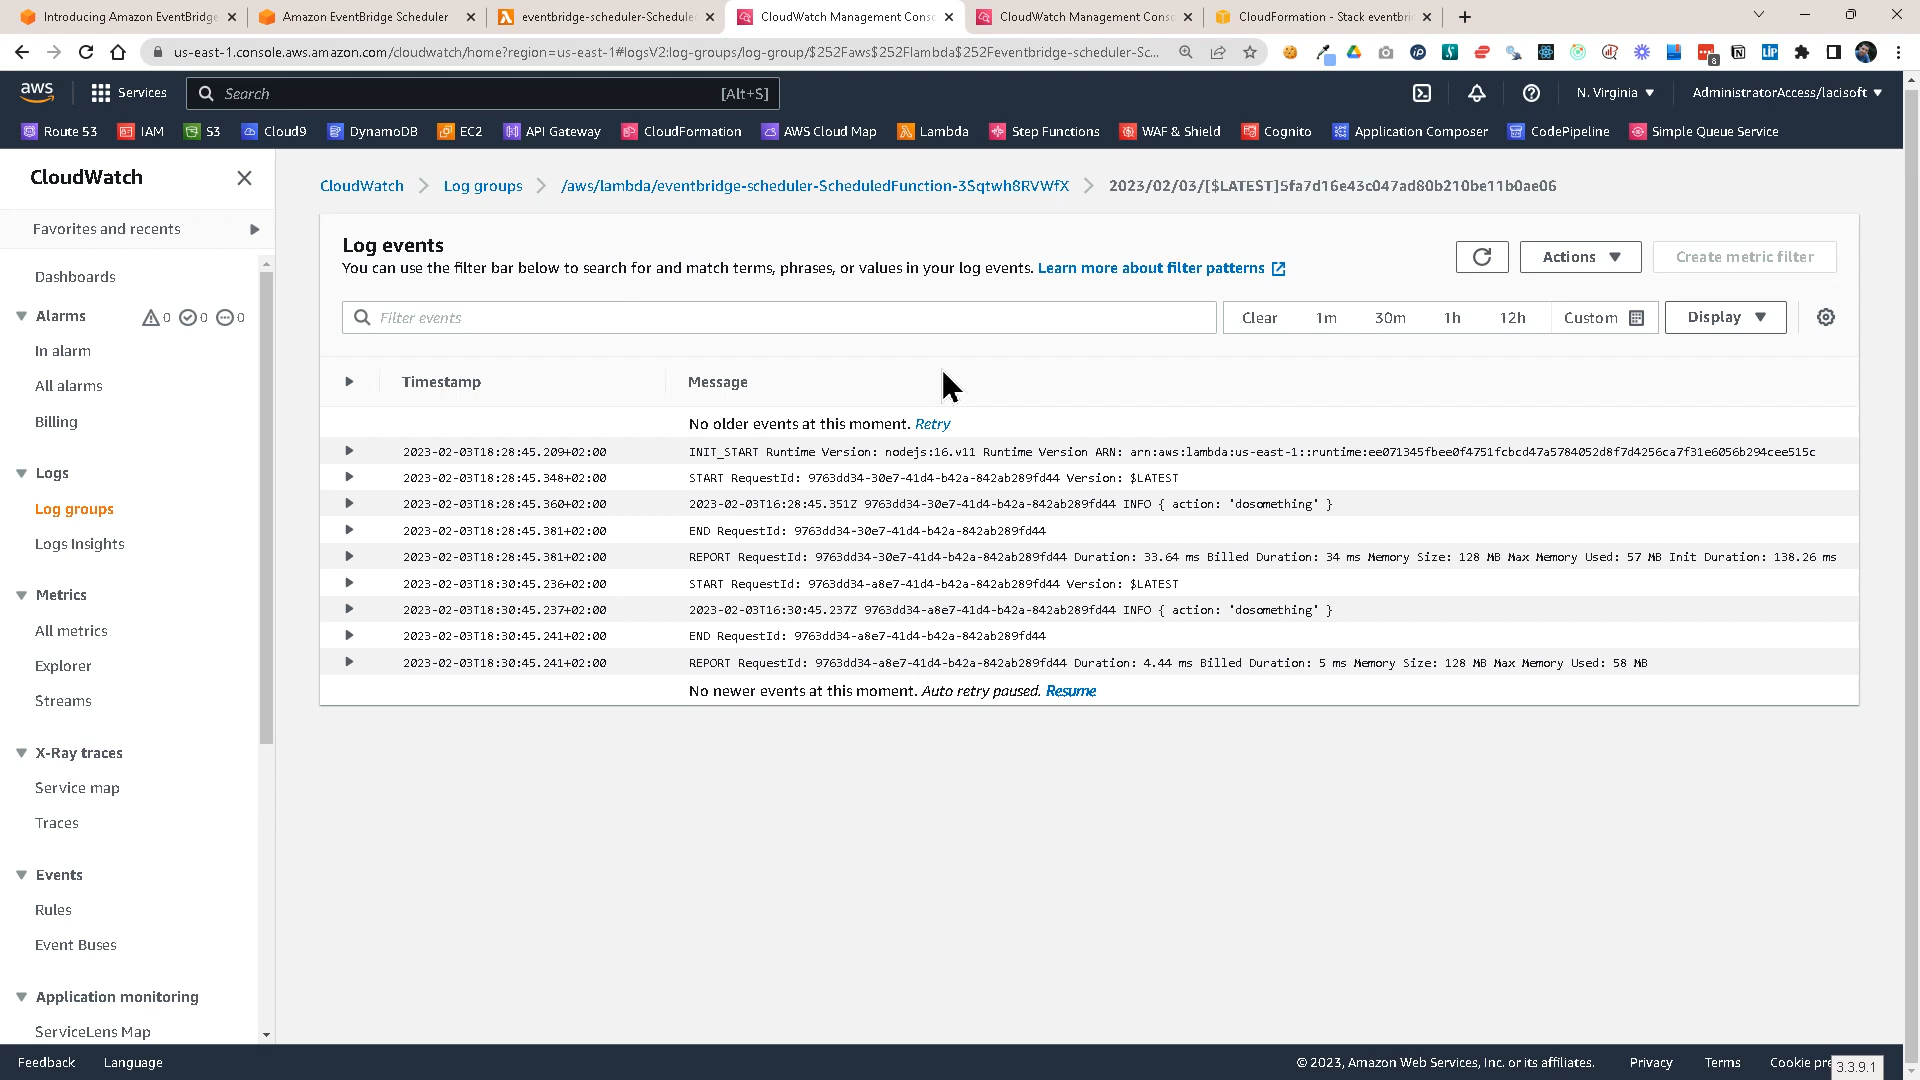 Introducing Amazon EventBridge
Amazon EventBridge Scheduler
eventbridge-scheduler-Schedule
CloudWatch Management Conso
CloudWatch Management Conso
CloudFormation - Stack eventbri
us-east-1.console.aws.amazon.com/cloudwatch/home?region=us-east-1#logsV2:log-groups/log-group/$252Faws$252Flambda$252Feventbridge-scheduler-Sc...
8
LIP
aws
Services
Search
[Alt+S]
N. Virginia
AdministratorAccess/lacisoft
Route 53
IAM
S3
Cloud9
DynamoDB
EC2
API Gateway
CloudFormation
AWS Cloud Map
Lambda
Step Functions
WAF & Shield
Cognito
Application Composer
CodePipeline
Simple Queue Service
CloudWatch
Favorites and recents
Dashboards
Alarms
0
0
0
In alarm
All alarms
Billing
Logs
Log groups
Logs Insights
Metrics
All metrics
Explorer
Streams
X-Ray traces
Service map
Traces
Events
Rules
Event Buses
Application monitoring
ServiceLens Map
CloudWatch
Log groups
/aws/lambda/eventbridge-scheduler-ScheduledFunction-3Sqtwh8RVWfX
2023/02/03/[$LATEST]5fa7d16e43c047ad80b210be11b0ae06
Log events
You can use the filter bar below to search for and match terms, phrases, or values in your log events. Learn more about filter patterns
Actions
Create metric filter
Filter events
Clear
1m
30m
1h
12h
Custom
Display
Timestamp
Message
No older events at this moment. Retry
2023-02-03T18:28:45.209+02:00 INIT_START Runtime Version: nodejs:16.v11 Runtime Version ARN: arn:aws:lambda:us-east-1::runtime:ee071345fbee0f4751fcbcd47a5784052d8f7d4256ca7f31e6056b294cee515c
2023-02-03T18:28:45.348+02:00 START RequestId: 9763dd34-30e7-41d4-b42a-842ab289fd44 Version: $LATEST
2023-02-03T18:28:45.360+02:00 2023-02-03T16:28:45.351Z 9763dd34-30e7-41d4-b42a-842ab289fd44 INFO { action: 'dosomething' }
2023-02-03T18:28:45.381+02:00 END RequestId: 9763dd34-30e7-41d4-b42a-842ab289fd44
2023-02-03T18:28:45.381+02:00 REPORT RequestId: 9763dd34-30e7-41d4-b42a-842ab289fd44 Duration: 33.64 ms Billed Duration: 34 ms Memory Size: 128 MB Max Memory Used: 57 MB Init Duration: 138.26 ms
2023-02-03T18:30:45.236+02:00 START RequestId: 9763dd34-a8e7-41d4-b42a-842ab289fd44 Version: $LATEST
2023-02-03T18:30:45.237+02:00 2023-02-03T16:30:45.237Z 9763dd34-a8e7-41d4-b42a-842ab289fd44 INFO { action: 'dosomething' }
2023-02-03T18:30:45.241+02:00 END RequestId: 9763dd34-a8e7-41d4-b42a-842ab289fd44
2023-02-03T18:30:45.241+02:00 REPORT RequestId: 9763dd34-a8e7-41d4-b42a-842ab289fd44 Duration: 4.44 ms Billed Duration: 5 ms Memory Size: 128 MB Max Memory Used: 58 MB
No newer events at this moment. Auto retry paused. Resume
Feedback
Language
© 2023, Amazon Web Services, Inc. or its affiliates.
Privacy
Terms
Cookie pre
3.3.9.1